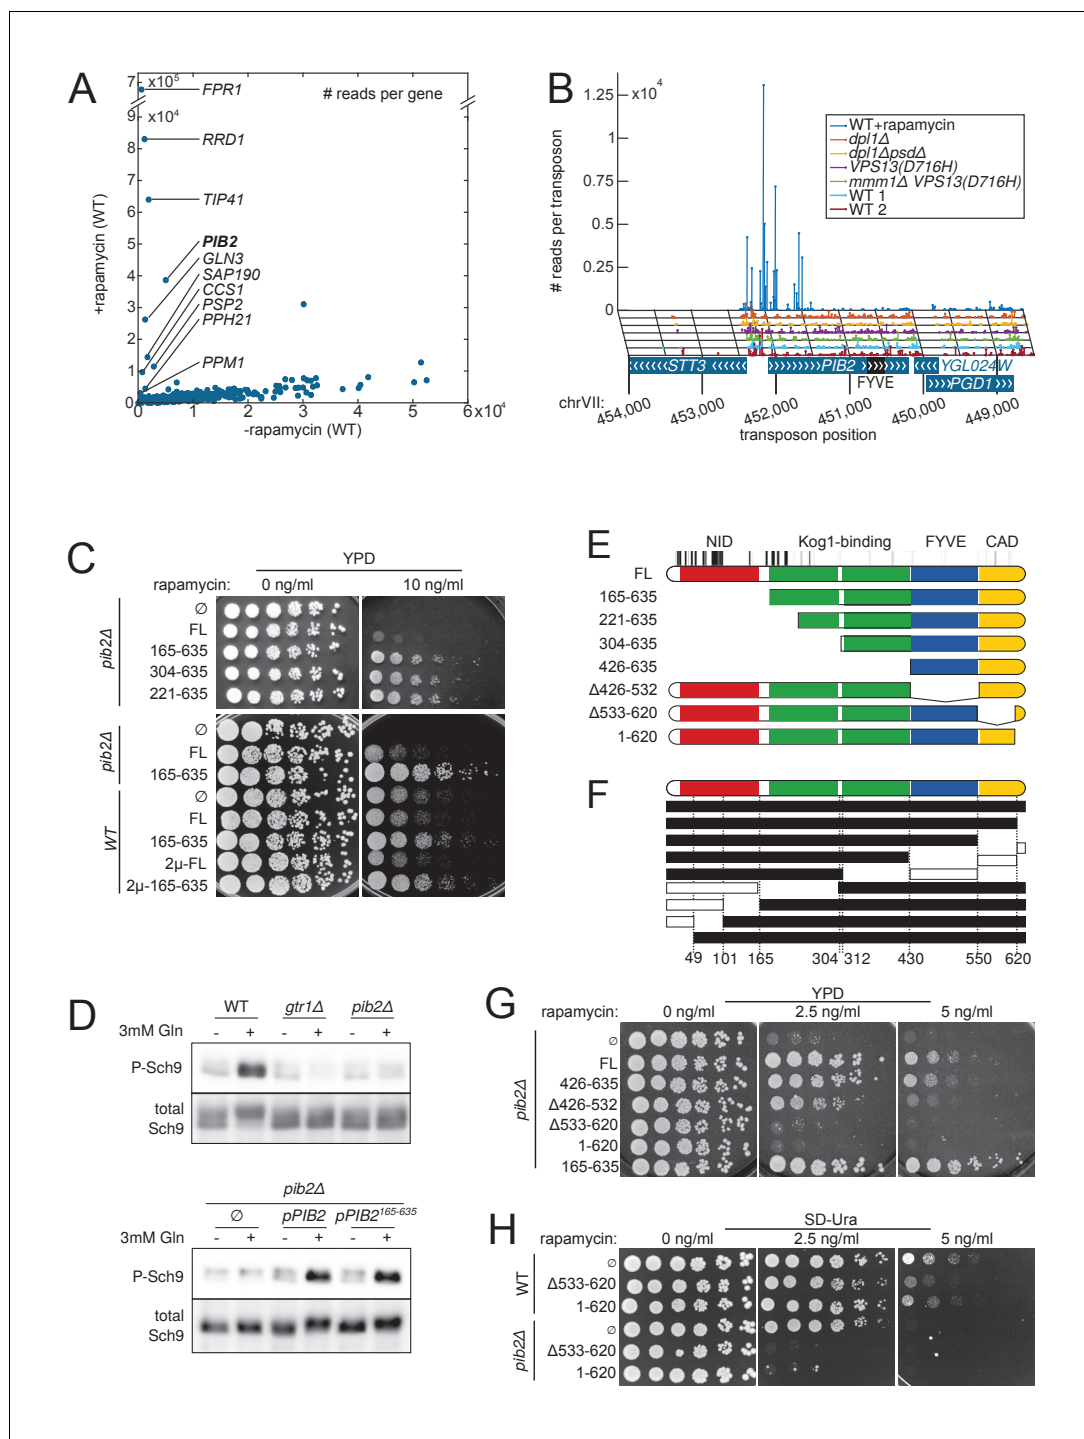 A
# reads per gene
7
x10⁵
FPR1
9
x10⁴
8
RRD1
7
6
TIP41
5
PIB2
GLN3
4
SAP190
CCS1
3
PSP2
PPH21
2
PPM1
1
0
0 1 2 3 4 5 6x10⁴
+rapamycin (WT)
-rapamycin (WT)
B
x10⁴
1.25
1
0.75
0.5
0.25
0
# reads per transposon
WT+rapamycin
dpl1Δ
dpl1Δpsd1Δ
VPS13(D716H)
mmm1Δ VPS13(D716H)
WT 1
WT 2
STT3
PIB2
YGL024W
FYVE
PGD1
chrVII:
454,000 453,000 452,000 451,000 450,000 449,000
transposon position
C
YPD
rapamycin: 0 ng/ml 10 ng/ml
pib2Δ
∅
FL
165-635
304-635
221-635
pib2Δ
∅
FL
165-635
WT
∅
FL
165-635
2μ-FL
2μ-165-635
D
WT gtr1Δ pib2Δ
3mM Gln - + - + - +
P-Sch9
total
Sch9
pib2Δ
∅ pPIB2 pPIB2¹⁶⁵⁻⁶³⁵
3mM Gln - + - + - +
P-Sch9
total
Sch9
E
NID Kog1-binding FYVE CAD
FL
165-635
221-635
304-635
426-635
Δ426-532
Δ533-620
1-620
F
49 101 165 304 312 430 550 620
G
YPD
rapamycin: 0 ng/ml 2.5 ng/ml 5 ng/ml
pib2Δ
∅
FL
426-635
Δ426-532
Δ533-620
1-620
165-635
H
SD-Ura
rapamycin: 0 ng/ml 2.5 ng/ml 5 ng/ml
WT
∅
Δ533-620
1-620
pib2Δ
∅
Δ533-620
1-620